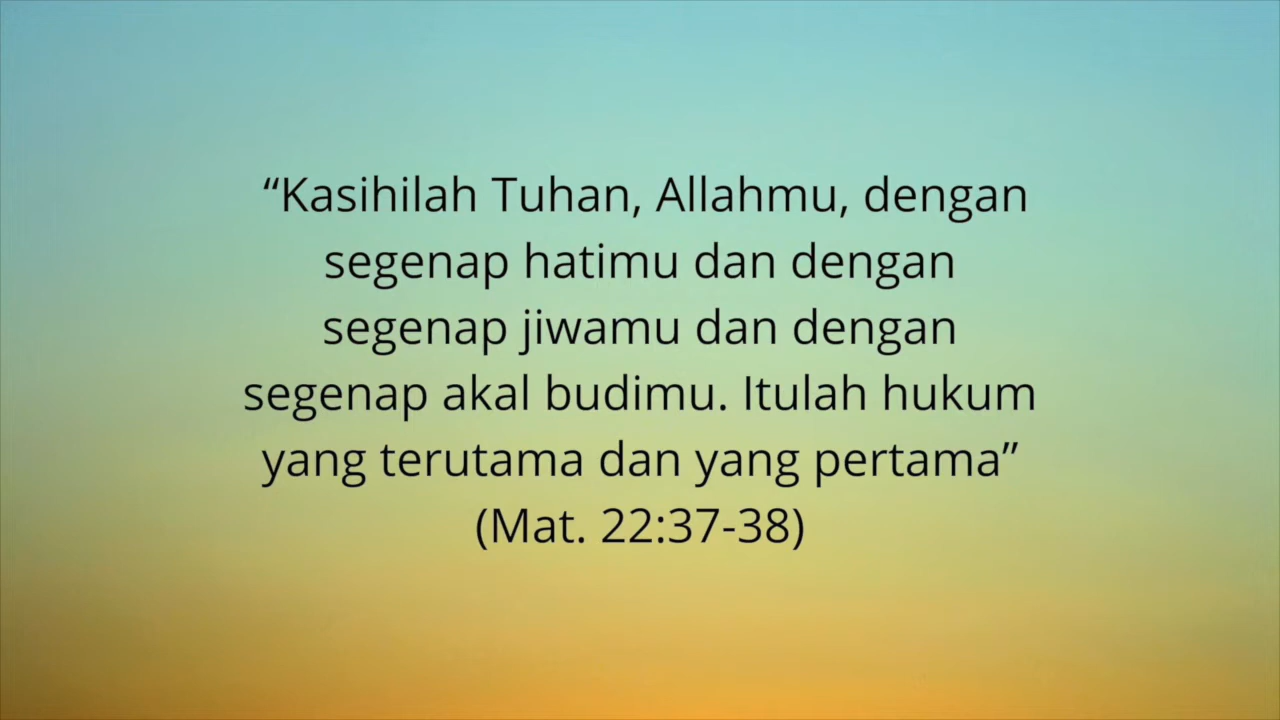 “Kasihilah Tuhan, Allahmu, dengan
segenap hatimu dan dengan
segenap jiwamu dan dengan
segenap akal budimu. Itulah hukum
yang terutama dan yang pertama”
(Mat. 22:37-38)